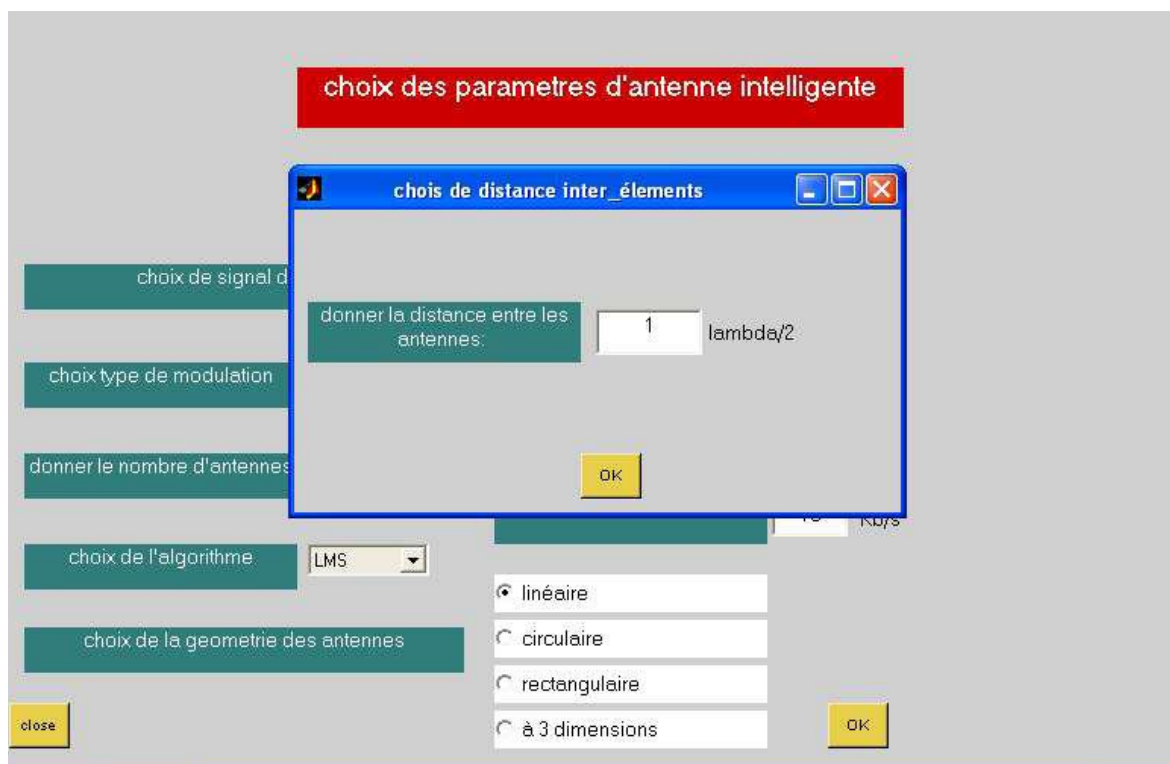 choix des parametres d'antenne intelligente
chois de distance inter_élements
choix de signal d
donner la distance entre les
antennes:
1
lambda/2
choix type de modulation
donner le nombre d'antennes
OK
Kb/s
choix de l'algorithme
LMS
linéaire
choix de la geometrie des antennes
circulaire
rectangulaire
à 3 dimensions
close
OK